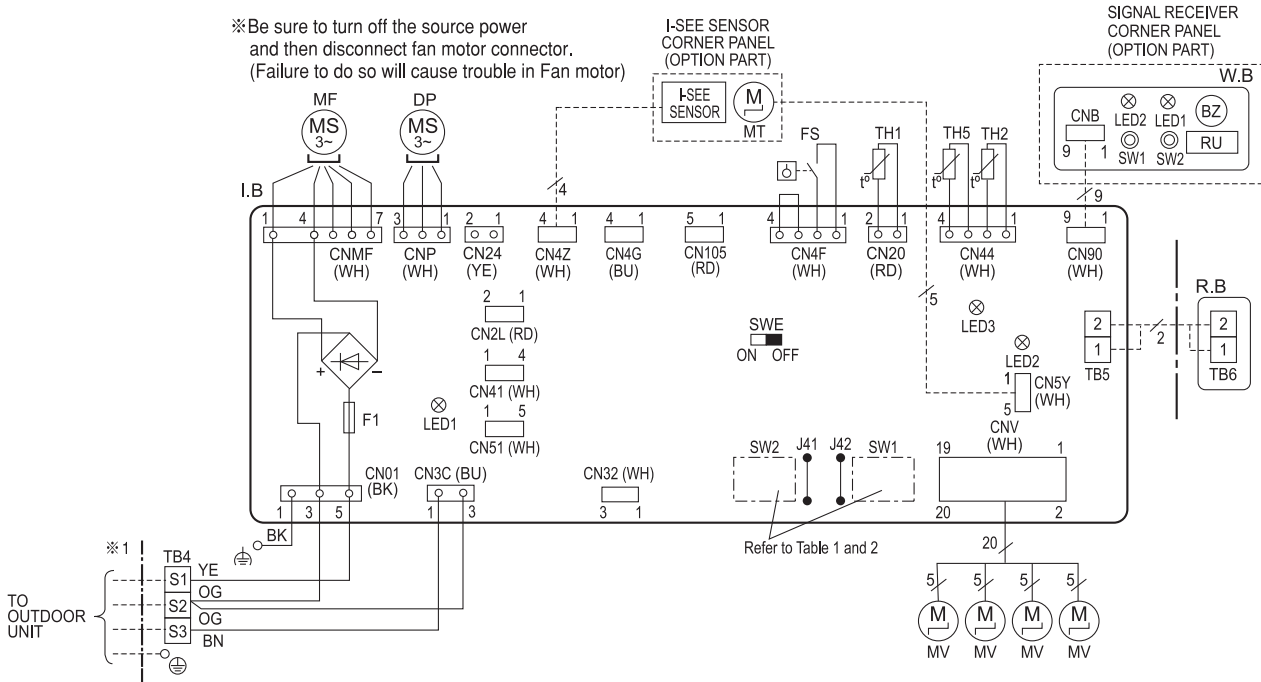 ※Be sure to turn off the source power
and then disconnect fan motor connector.
(Failure to do so will cause trouble in Fan motor)
I-SEE SENSOR
CORNER PANEL
(OPTION PART)
SIGNAL RECEIVER
CORNER PANEL
(OPTION PART)
W.B
I-SEE
SENSOR
M
MT
CNB
9 1
LED2 LED1 BZ
SW1 SW2 RU
MF DP
MS
3~
MS
3~
FS TH1 TH5 TH2
t° t° t°
4
9
I.B
1 4 7
CNMF
(WH)
3 1
CNP
(WH)
2 1
CN24
(YE)
4 1
CN4Z
(WH)
4 1
CN4G
(BU)
5 1
CN105
(RD)
4 1
CN4F
(WH)
2 1
CN20
(RD)
4 1
CN44
(WH)
9 1
CN90
(WH)
2 1
CN2L (RD)
1 4
CN41 (WH)
1 5
CN51 (WH)
+ −
F1
LED1
SWE
ON OFF
5
LED3
LED2
1
5
CN5Y
(WH)
2
1
TB5
2
R.B
2
1
TB6
CN01
(BK)
1 3 5
CN3C (BU)
1 3
CN32 (WH)
3 1
SW2 J41 J42 SW1
Refer to Table 1 and 2
CNV
(WH)
19 1
20 2
20
5 5 5 5
M M M M
MV MV MV MV
BK
※1
TB4
S1
S2
S3
YE
OG
OG
BN
TO
OUTDOOR
UNIT